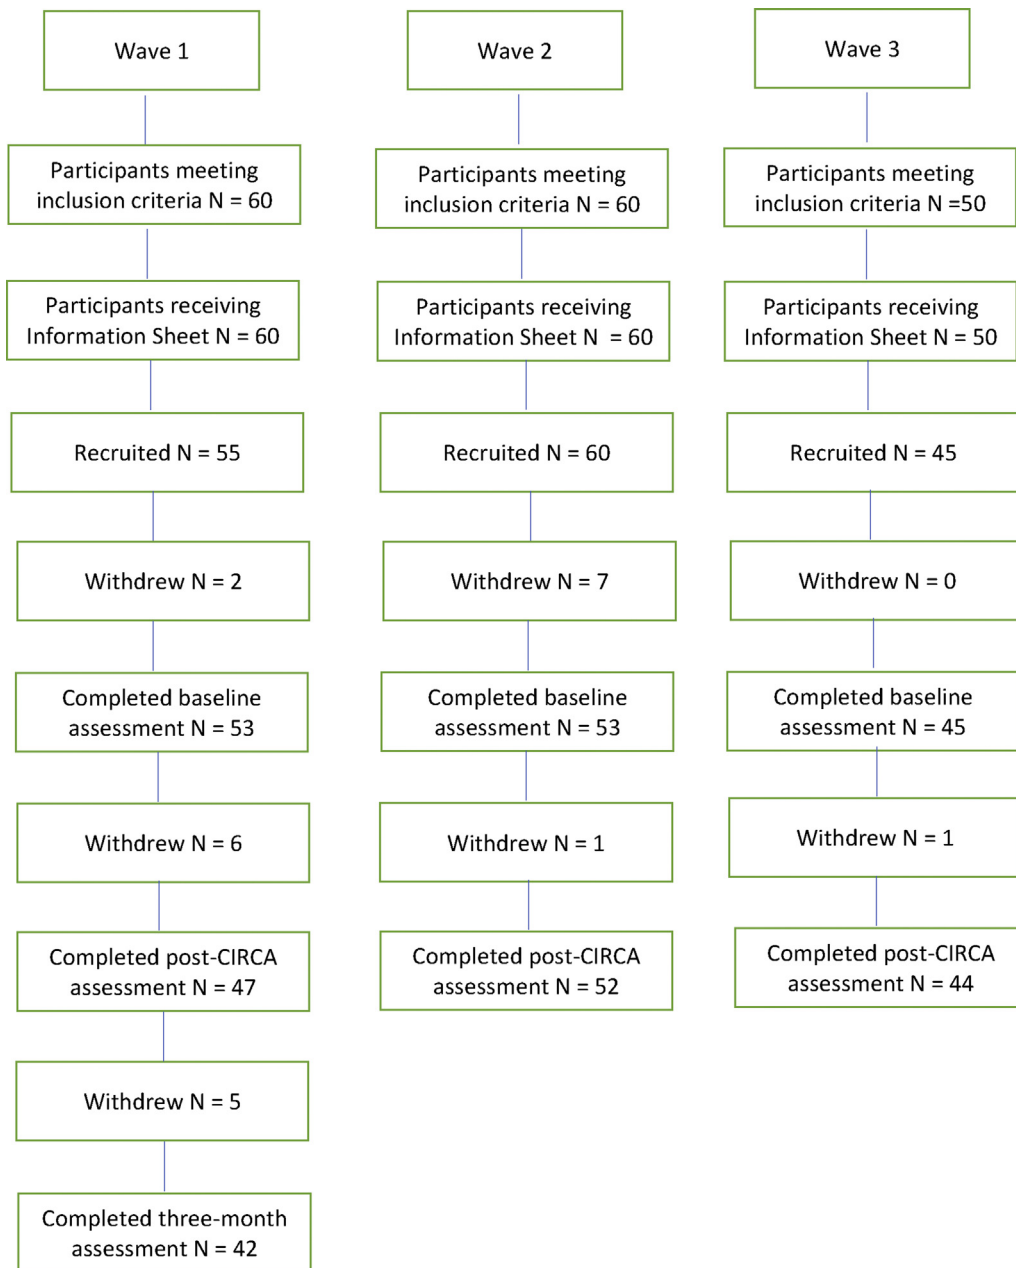 Wave 1
Participants meeting
inclusion criteria N = 60
Participants receiving
Information Sheet N = 60
Recruited N = 55
Withdrew N = 2
Completed baseline
assessment N = 53
Withdrew N = 6
Completed post-CIRCA
assessment N = 47
Withdrew N = 5
Completed three-month
assessment N = 42
Wave 2
Participants meeting
inclusion criteria N = 60
Participants receiving
Information Sheet N = 60
Recruited N = 60
Withdrew N = 7
Completed baseline
assessment N = 53
Withdrew N = 1
Completed post-CIRCA
assessment N = 52
Wave 3
Participants meeting
inclusion criteria N =50
Participants receiving
Information Sheet N = 50
Recruited N = 45
Withdrew N = 0
Completed baseline
assessment N = 45
Withdrew N = 1
Completed post-CIRCA
assessment N = 44